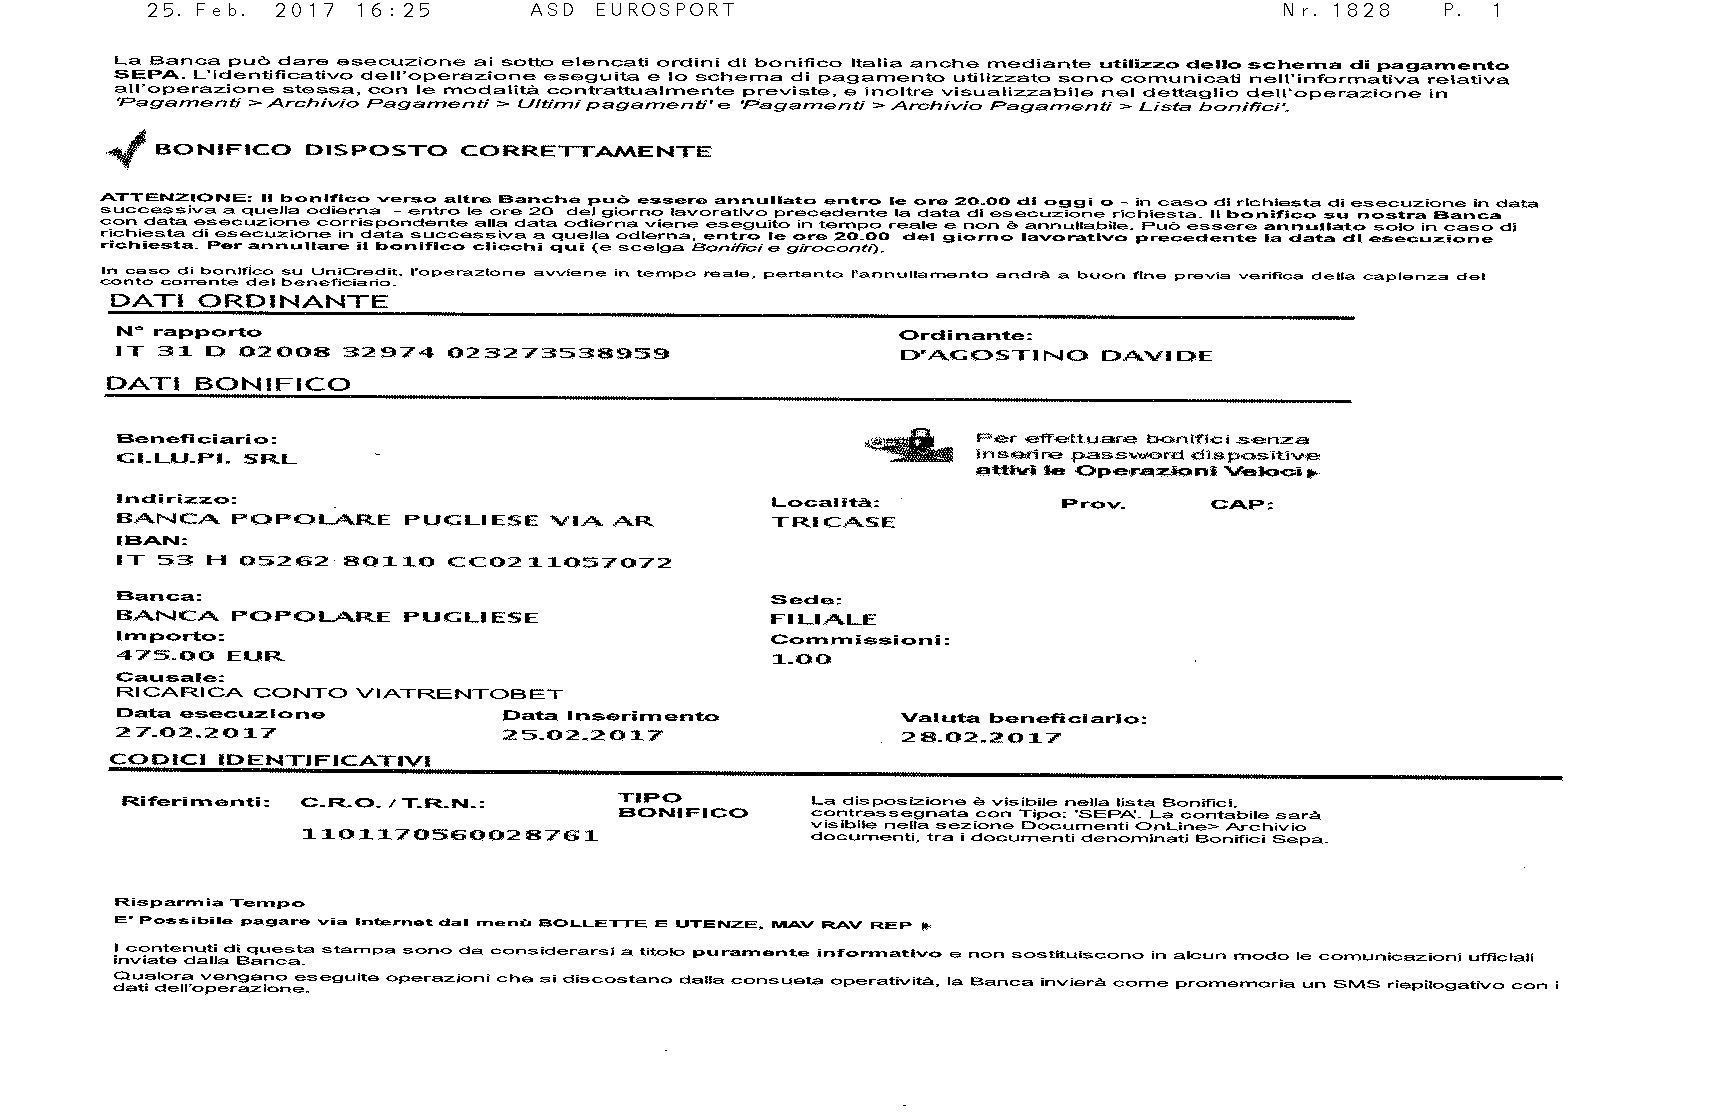 25. Feb. 2017 16:25 ASD EUROSPORT Nr. 1828 P. 1
La Banca può dare esecuzione ai sotto elencati ordini di bonifico Italia anche mediante utilizzo dello schema di pagamento
SEPA. L'identificativo dell'operazione eseguita e lo schema di pagamento utilizzato sono comunicati nell'informativa relativa
all'operazione stessa, con le modalità contrattualmente previste, e inoltre visualizzabile nel dettaglio dell'operazione in
'Pagamenti > Archivio Pagamenti > Ultimi pagamenti' e 'Pagamenti > Archivio Pagamenti > Lista bonifici'.
BONIFICO DISPOSTO CORRETTAMENTE
ATTENZIONE: Il bonifico verso altre Banche può essere annullato entro le ore 20.00 di oggi o - in caso di richiesta di esecuzione in data
successiva a quella odierna - entro le ore 20 del giorno lavorativo precedente la data di esecuzione richiesta. Il bonifico su nostra Banca
con data esecuzione corrispondente alla data odierna viene eseguito in tempo reale e non è annullabile. Può essere annullato solo in caso di
richiesta di esecuzione in data successiva a quella odierna, entro le ore 20.00 del giorno lavorativo precedente la data di esecuzione
richiesta. Per annullare il bonifico clicchi qui (e scelga Bonifici e giroconti).
In caso di bonifico su UniCredit, l'operazione avviene in tempo reale, pertanto l'annullamento andrà a buon fine previa verifica della capienza del
conto corrente del beneficiario.
DATI ORDINANTE
N° rapporto Ordinante:
IT 31 D 02008 32974 023273538959 D'AGOSTINO DAVIDE
DATI BONIFICO
Beneficiario:
GI.LU.PI. SRL
Per effettuare bonifici senza
inserire password dispositive
attivi le Operazioni Veloci
Indirizzo: Località: Prov. CAP:
BANCA POPOLARE PUGLIESE VIA AR TRICASE
IBAN:
IT 53 H 05262 80110 CC0211057072
Banca: Sede:
BANCA POPOLARE PUGLIESE FILIALE
Importo: Commissioni:
475.00 EUR 1.00
Causale:
RICARICA CONTO VIATRENTOBET
Data esecuzione Data inserimento Valuta beneficiario:
27.02.2017 25.02.2017 28.02.2017
CODICI IDENTIFICATIVI
Riferimenti: C.R.O. / T.R.N.: TIPO
BONIFICO
1101170560028761
La disposizione è visibile nella lista Bonifici,
contrassegnata con Tipo: 'SEPA'. La contabile sarà
visibile nella sezione Documenti OnLine> Archivio
documenti, tra i documenti denominati Bonifici Sepa.
Risparmia Tempo
E' Possibile pagare via Internet dal menù BOLLETTE E UTENZE, MAV RAV REP
I contenuti di questa stampa sono da considerarsi a titolo puramente informativo e non sostituiscono in alcun modo le comunicazioni ufficiali
inviate dalla Banca.
Qualora vengano eseguite operazioni che si discostano dalla consueta operatività, la Banca invierà come promemoria un SMS riepilogativo con i
dati dell'operazione.